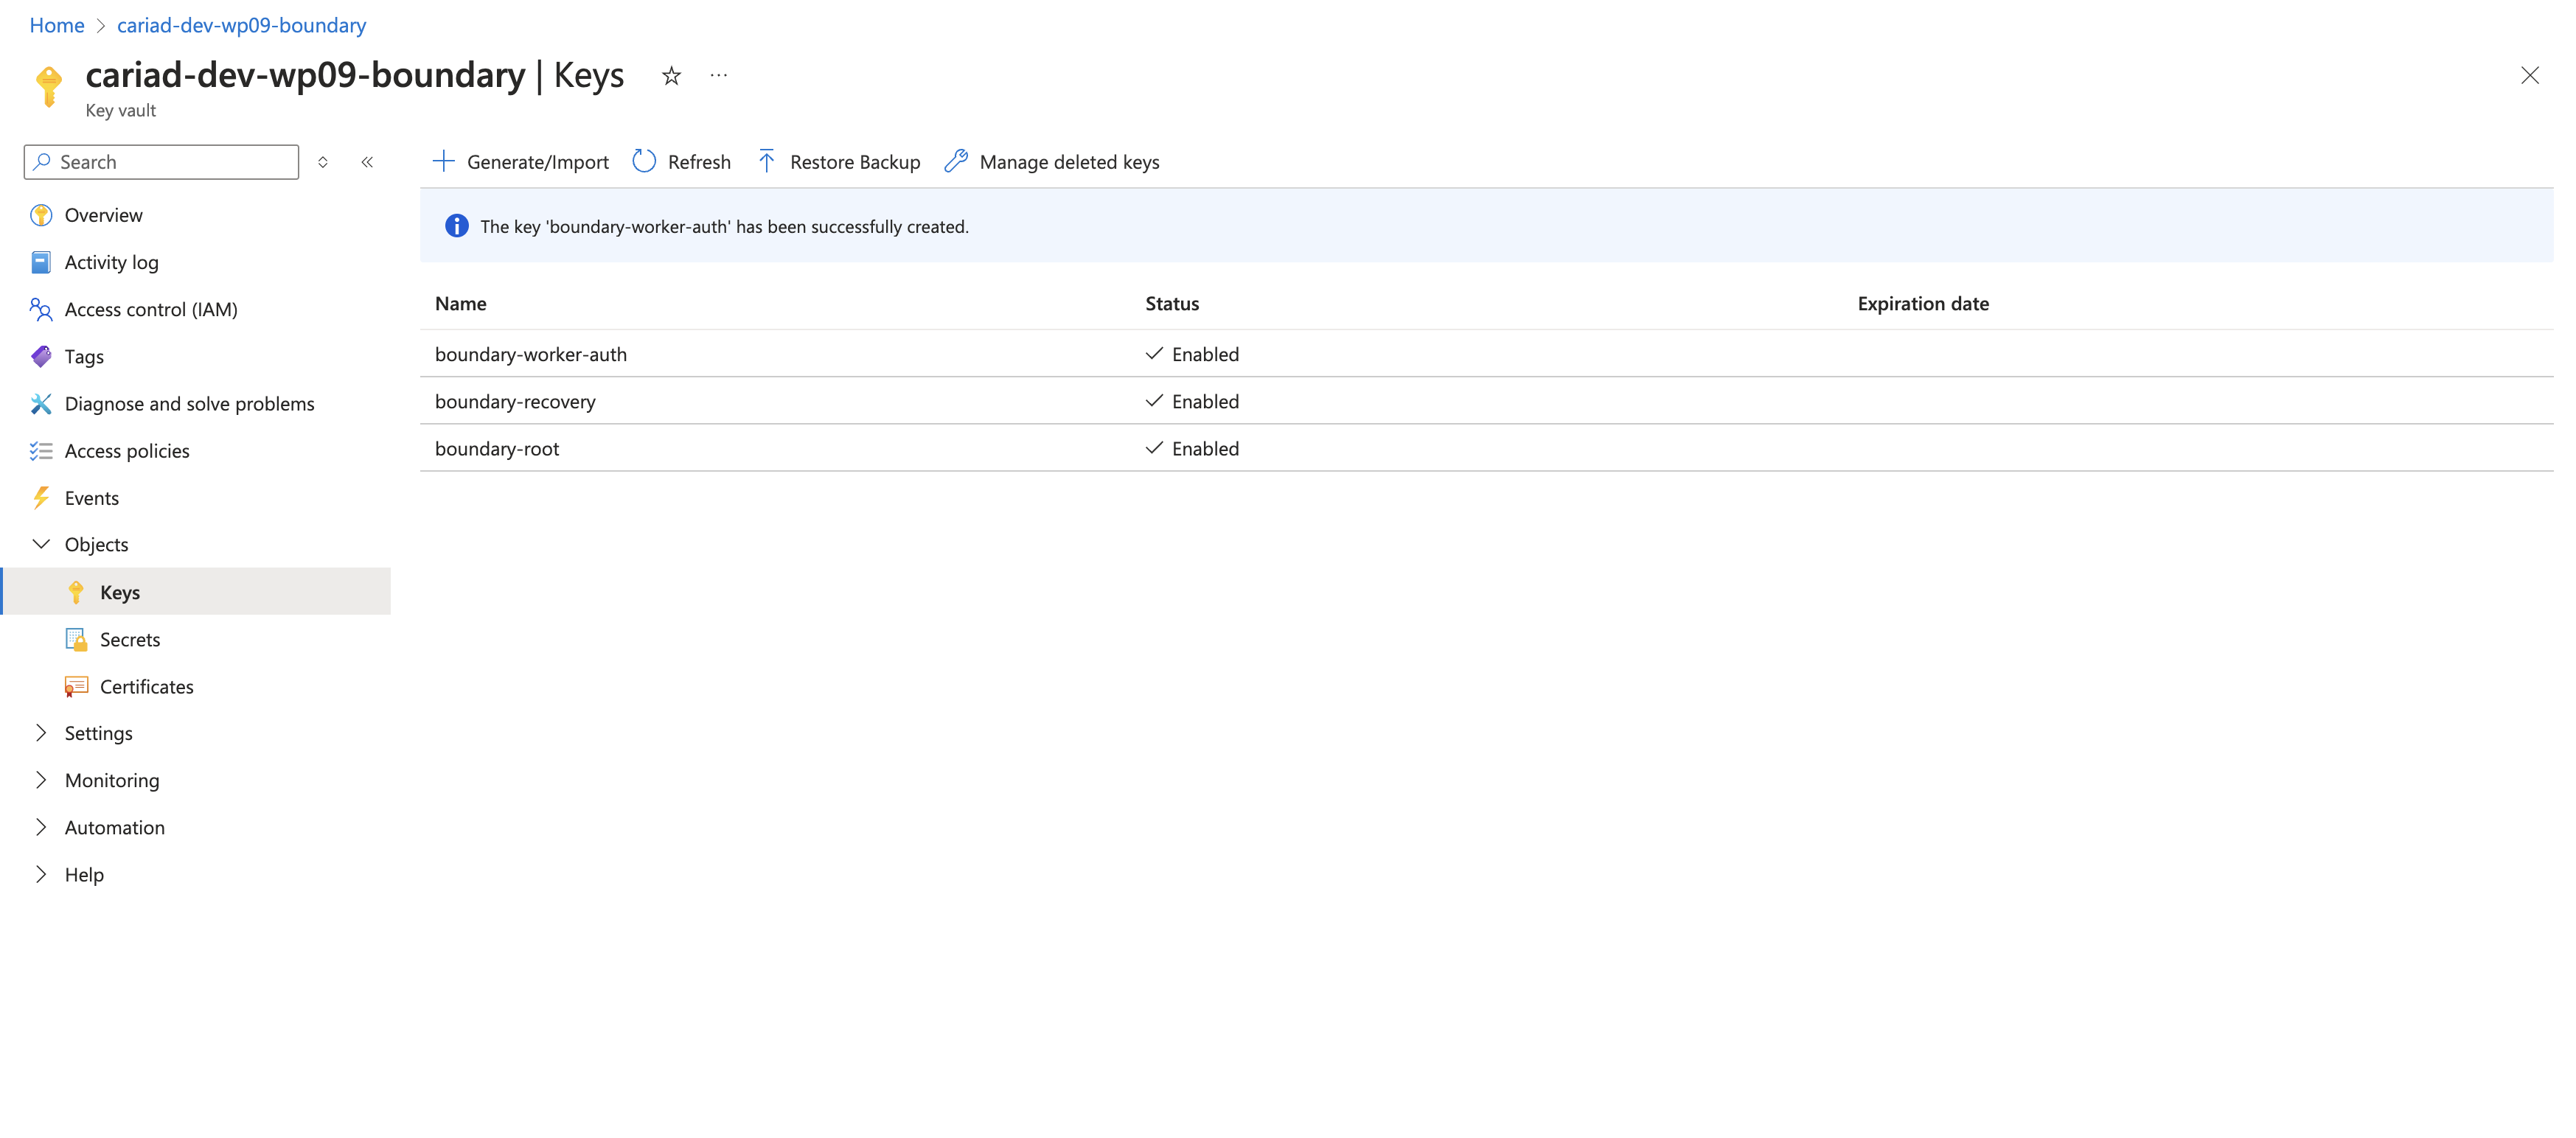 Home > cariad-dev-wp09-boundary
cariad-dev-wp09-boundary | Keys ☆ ···
Key vault
Search
Overview
Activity log
Access control (IAM)
Tags
Diagnose and solve problems
Access policies
Events
Objects
Keys
Secrets
Certificates
Settings
Monitoring
Automation
Help
Generate/Import Refresh Restore Backup Manage deleted keys
The key 'boundary-worker-auth' has been successfully created.
Name Status Expiration date
boundary-worker-auth Enabled
boundary-recovery Enabled
boundary-root Enabled